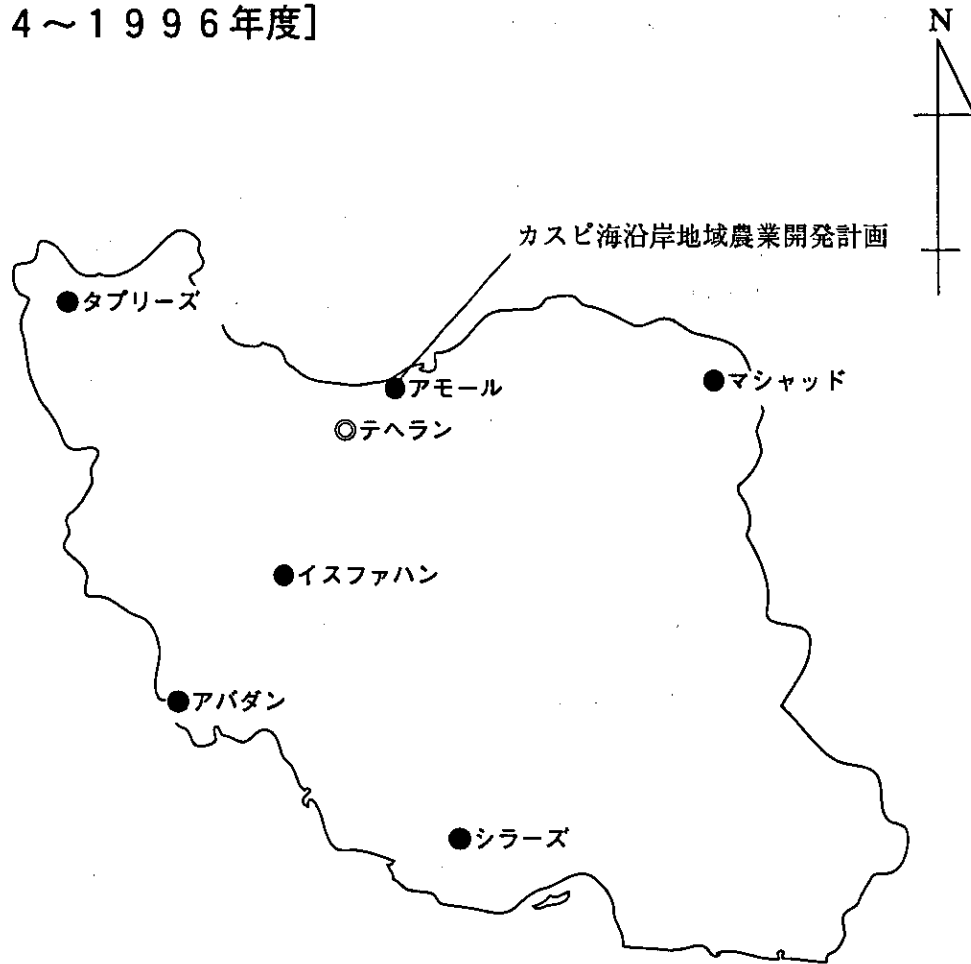 4～1996年度]
N
カスピ海沿岸地域農業開発計画
タブリーズ
アモール
マシャッド
テヘラン
イスファハン
アバダン
シラーズ